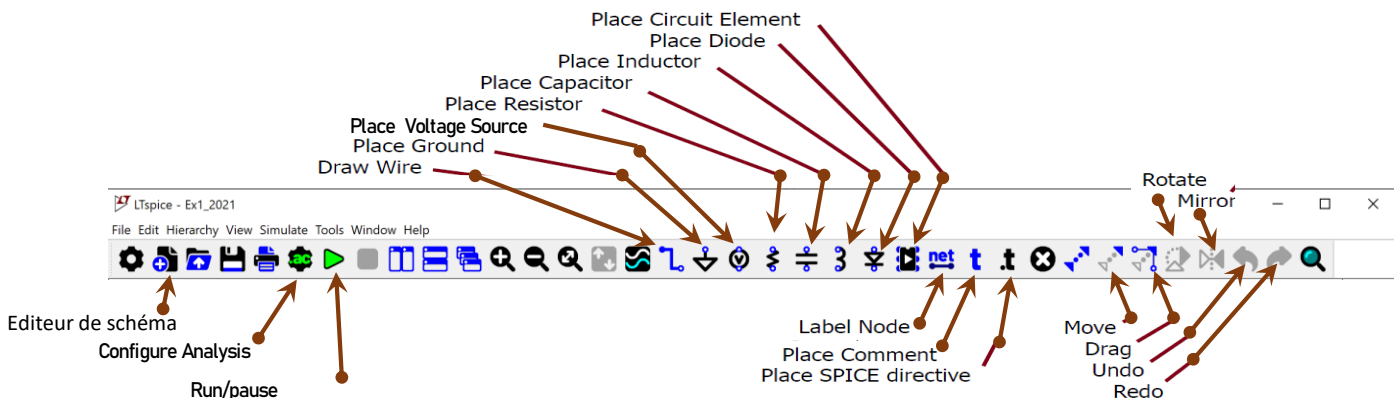 Place Circuit Element
Place Diode
Place Inductor
Place Capacitor
Place Resistor
Place Voltage Source
Place Ground
Draw Wire
Rotate
Mirror
LTspice - Ex1_2021
File Edit Hierarchy View Simulate Tools Window Help
.ac
net
t
.t
Editeur de schéma
Configure Analysis
Run/pause
Label Node
Place Comment
Place SPICE directive
Move
Drag
Undo
Redo